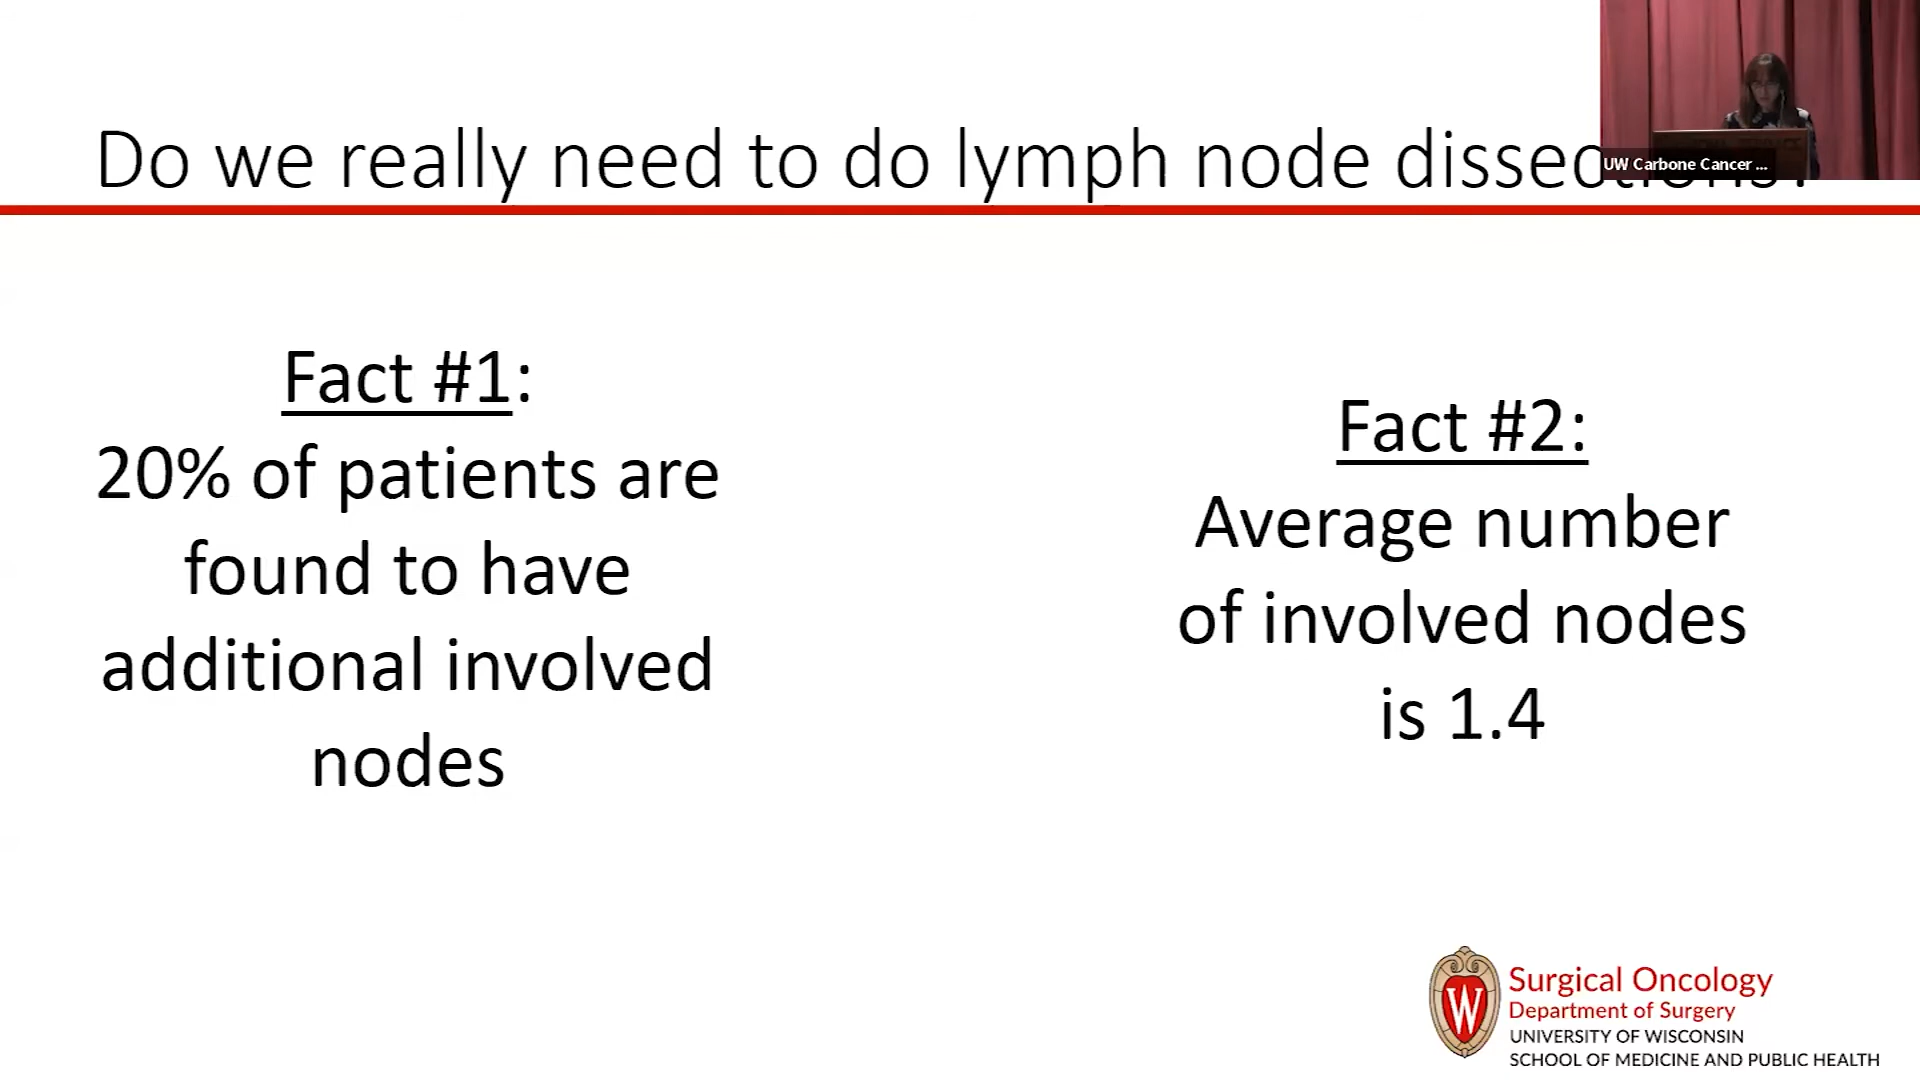 Do we really need to do lymph node dissections?
UW Carbone Cancer ...
Fact #1:
20% of patients are
found to have
additional involved
nodes
Fact #2:
Average number
of involved nodes
is 1.4
W
Surgical Oncology
Department of Surgery
UNIVERSITY OF WISCONSIN
SCHOOL OF MEDICINE AND PUBLIC HEALTH